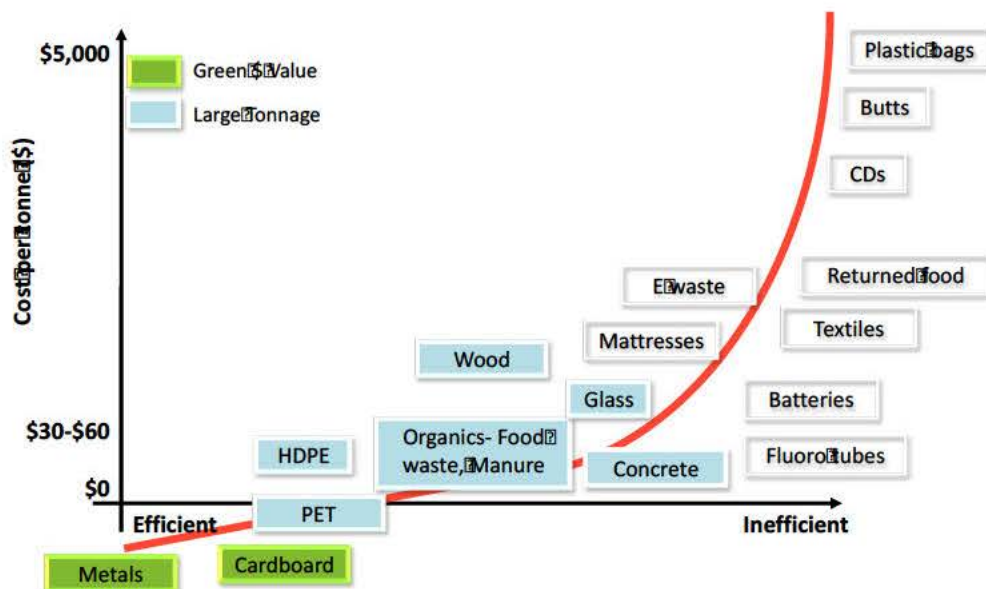 $5,000
Green⍰$⍰Value
Large⍰Tonnage
Cost⍰per⍰tonne⍰($)
Plastic⍰bags
Butts
CDs
E⍰waste
Returned⍰food
Mattresses
Textiles
Wood
Glass
Batteries
$30-$60
HDPE
Organics- Food⍰
waste,⍰Manure
Concrete
Fluoro⍰tubes
$0
PET
Efficient
Inefficient
Metals
Cardboard